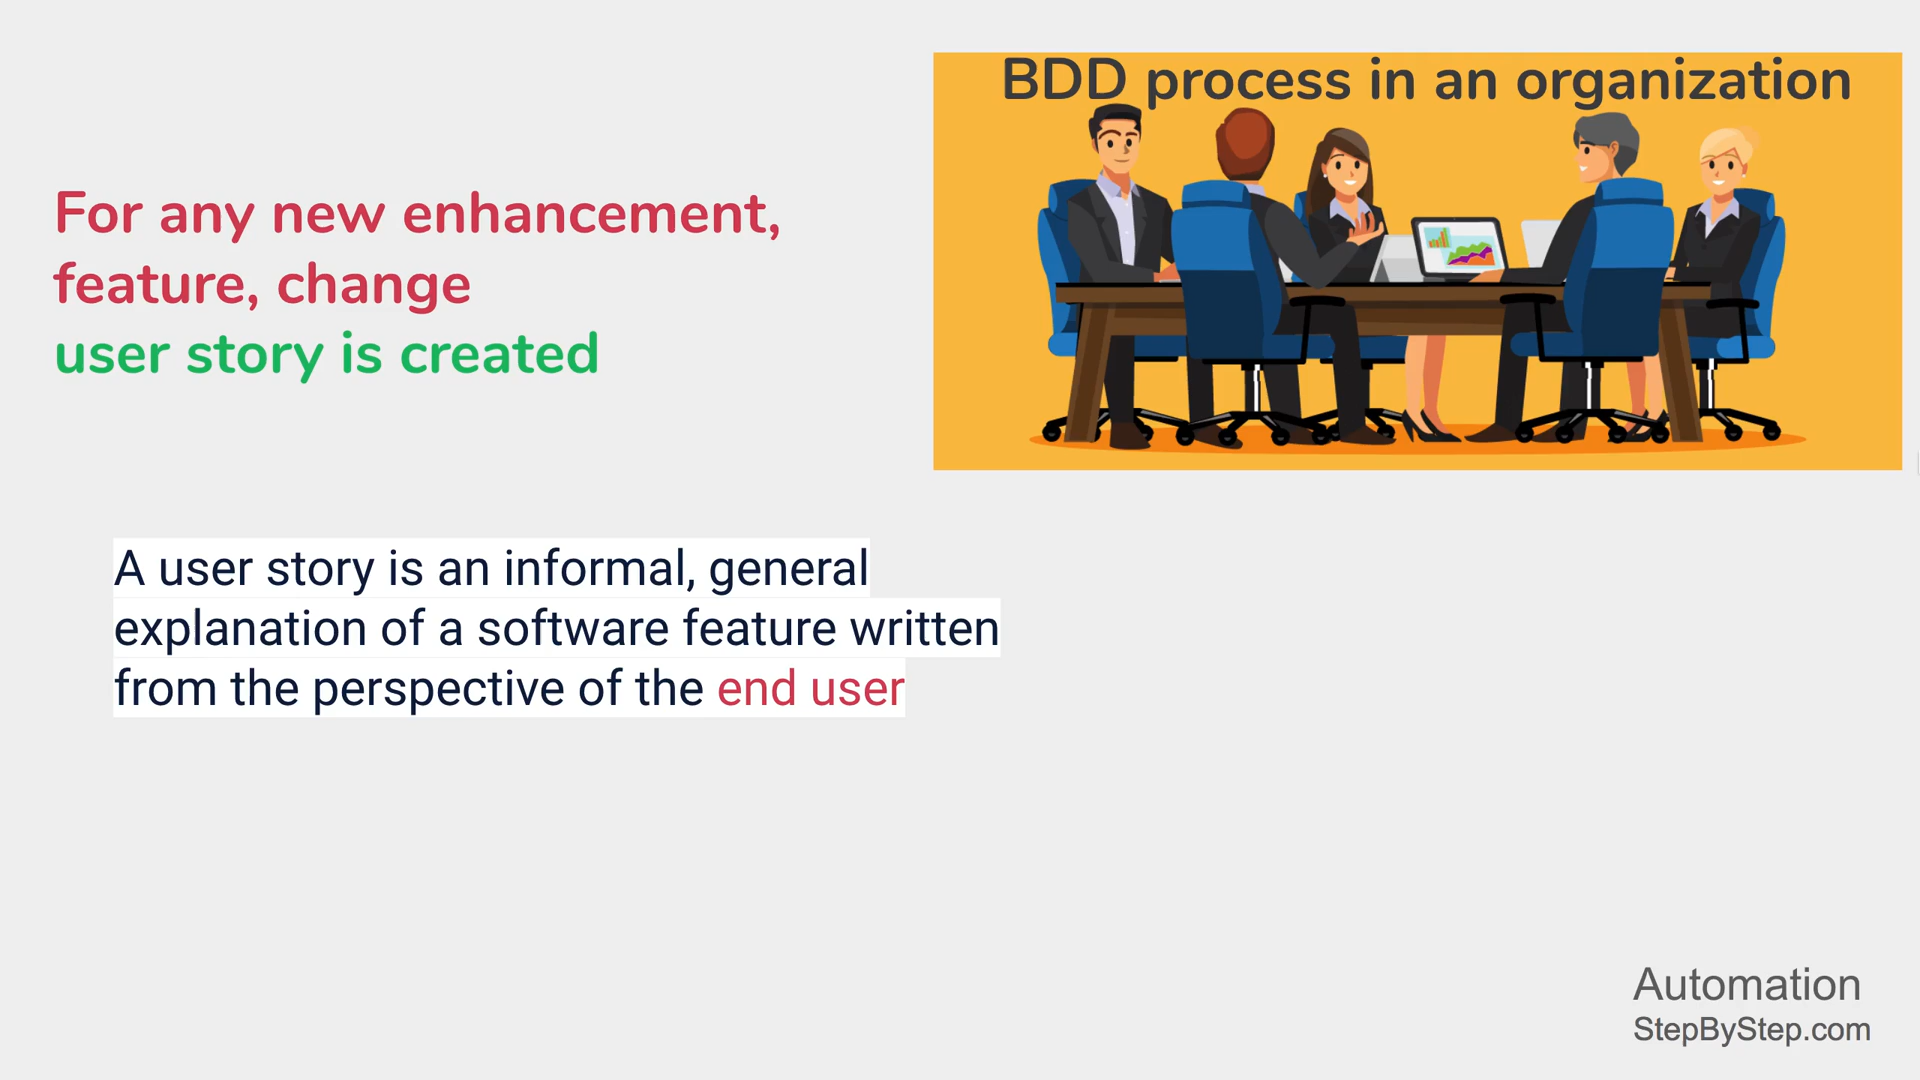 BDD process in an organization
For any new enhancement,
feature, change
user story is created
A user story is an informal, general
explanation of a software feature written
from the perspective of the end user
Automation
StepByStep.com